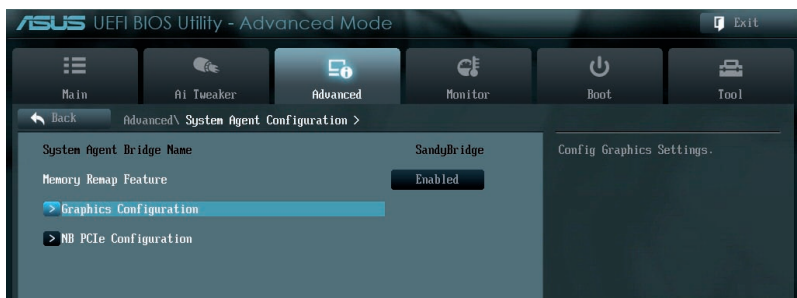 ASUS UEFI BIOS Utility - Advanced Mode
Exit
Main
Ai Tweaker
Advanced
Monitor
Boot
Tool
Back
Advanced\ System Agent Configuration >
System Agent Bridge Name SandyBridge
Config Graphics Settings.
Memory Remap Feature Enabled
> Graphics Configuration
> NB PCIe Configuration